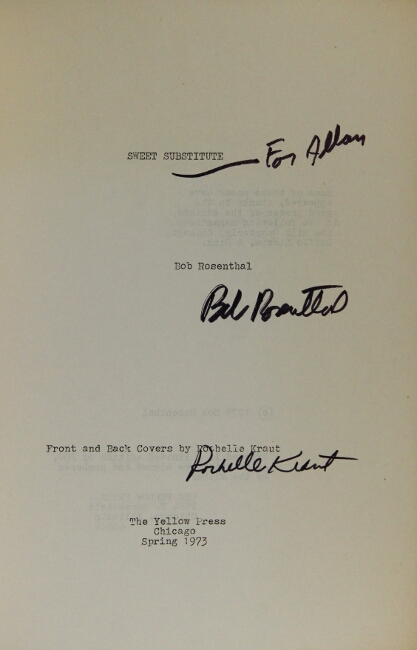 SWEET SUBSTITUTE For Allan
Bob Rosenthal
Bob Rosenthal
Front and Back Covers by Rochelle Kraut
Rochelle Kraut
The Yellow Press
Chicago
Spring 1973